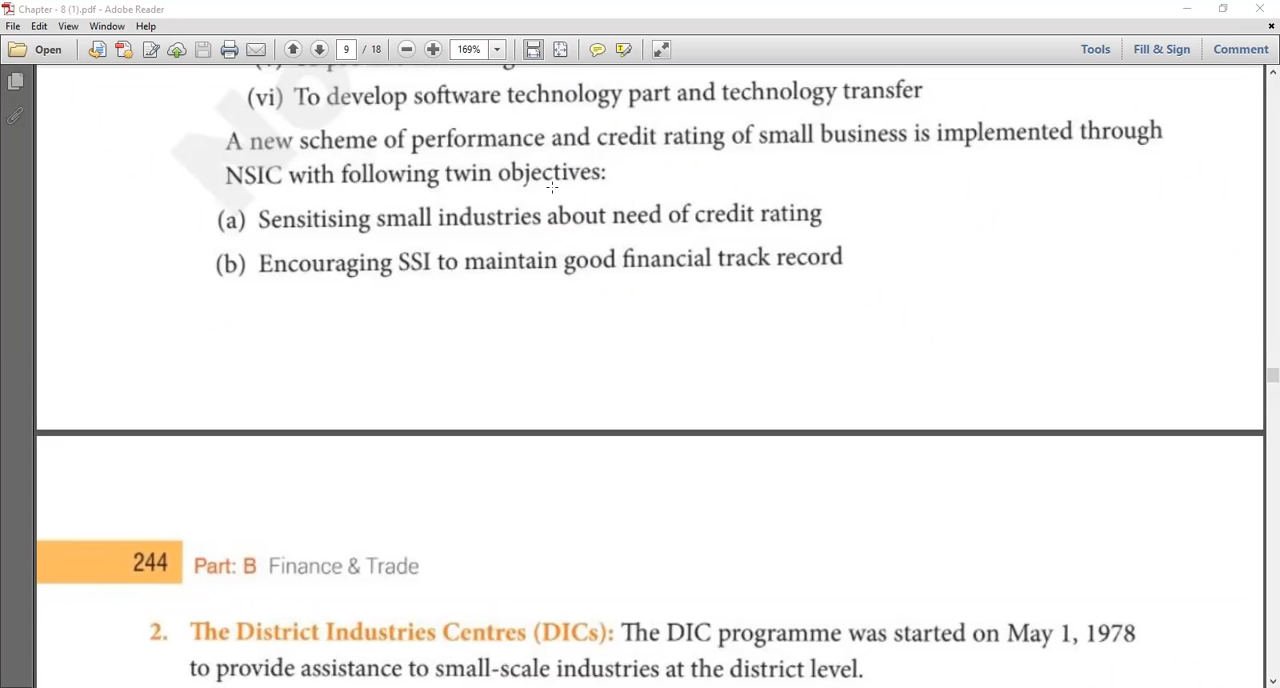 Chapter - 8 (1).pdf - Adobe Reader
File Edit View Window Help
Open 9 / 18 169% Tools Fill & Sign Comment
(vi) To develop software technology part and technology transfer
A new scheme of performance and credit rating of small business is implemented through
NSIC with following twin objectives:
(a) Sensitising small industries about need of credit rating
(b) Encouraging SSI to maintain good financial track record
244 Part: B Finance & Trade
2. The District Industries Centres (DICs): The DIC programme was started on May 1, 1978
to provide assistance to small-scale industries at the district level.